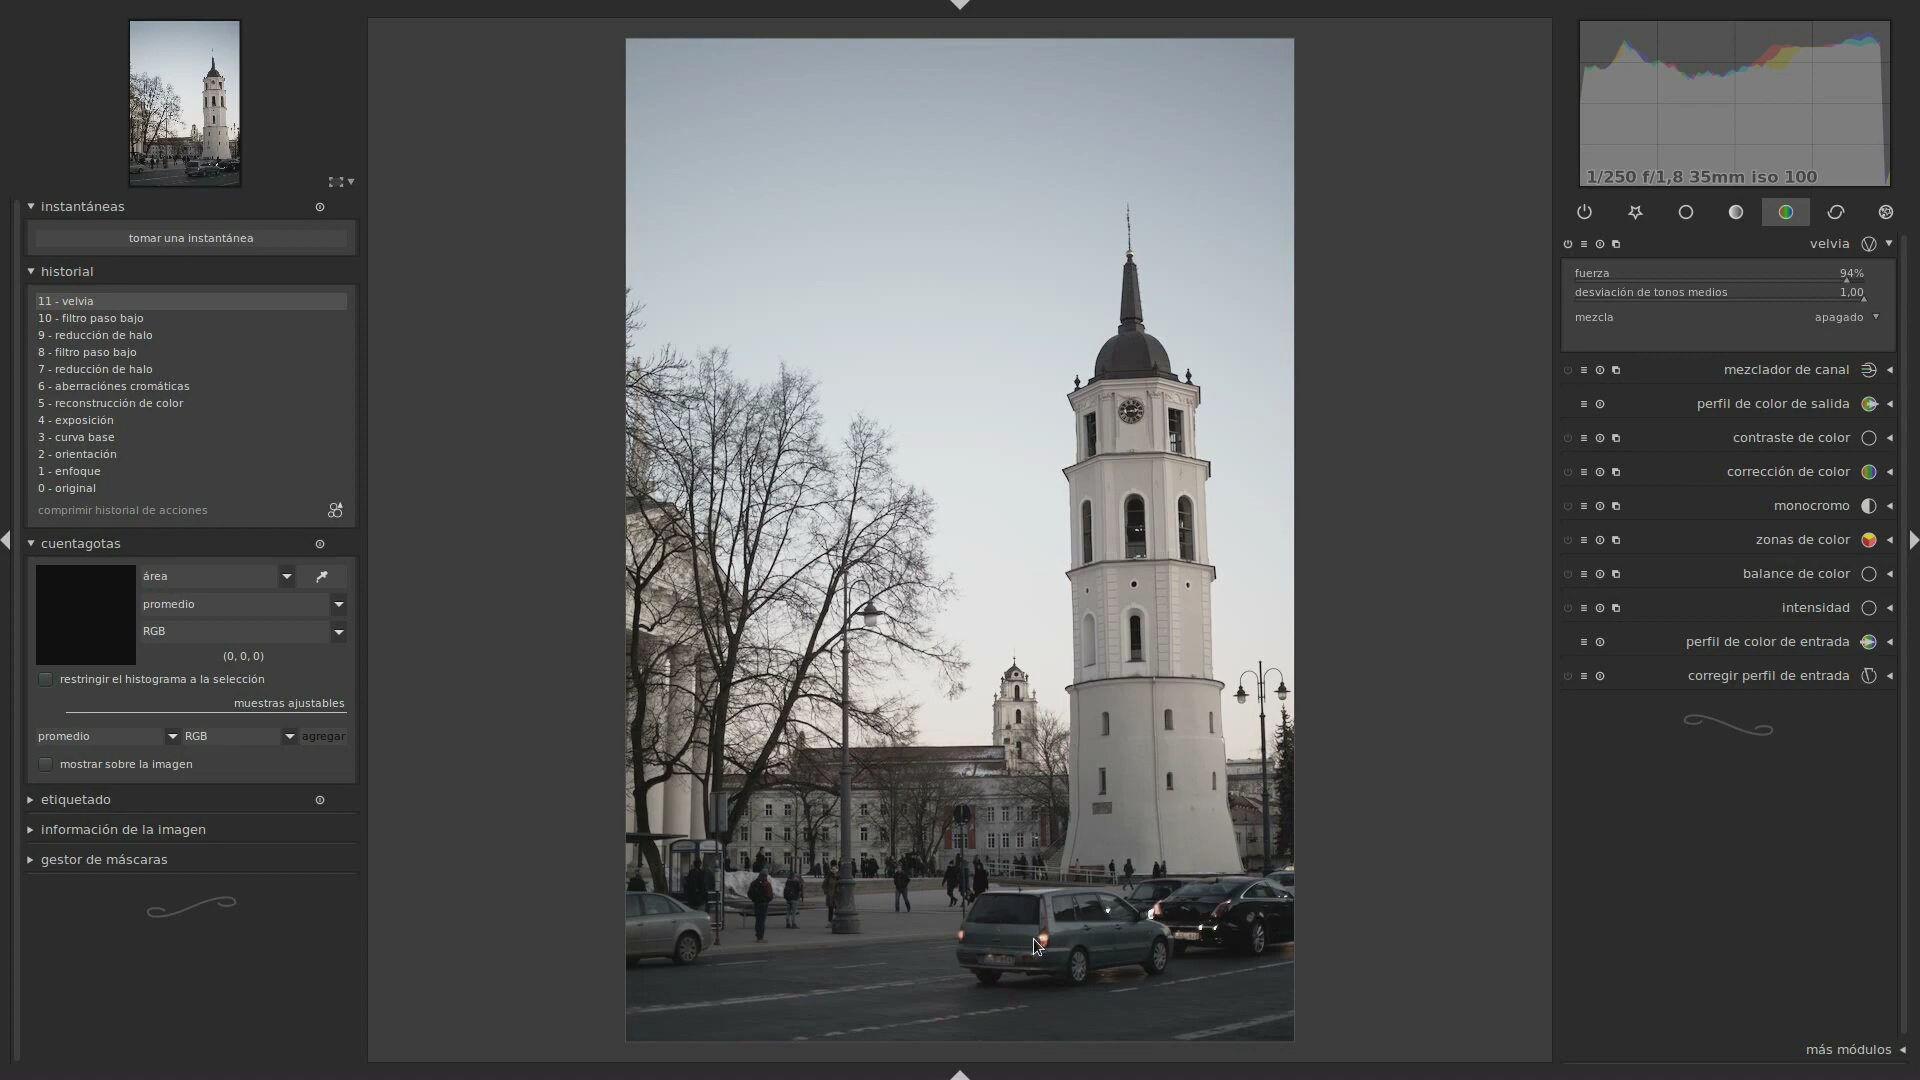 instantáneas
tomar una instantánea
historial
11 - velvia
10 - filtro paso bajo
9 - reducción de halo
8 - filtro paso bajo
7 - reducción de halo
6 - aberraciónes cromáticas
5 - reconstrucción de color
4 - exposición
3 - curva base
2 - orientación
1 - enfoque
0 - original
comprimir historial de acciones
cuentagotas
área
promedio
RGB
(0, 0, 0)
restringir el histograma a la selección
muestras ajustables
promedio RGB agregar
mostrar sobre la imagen
etiquetado
información de la imagen
gestor de máscaras
1/250 f/1,8 35mm iso 100
velvia
fuerza 94%
desviación de tonos medios 1,00
mezcla apagado
mezclador de canal
perfil de color de salida
contraste de color
corrección de color
monocromo
zonas de color
balance de color
intensidad
perfil de color de entrada
corregir perfil de entrada
más módulos